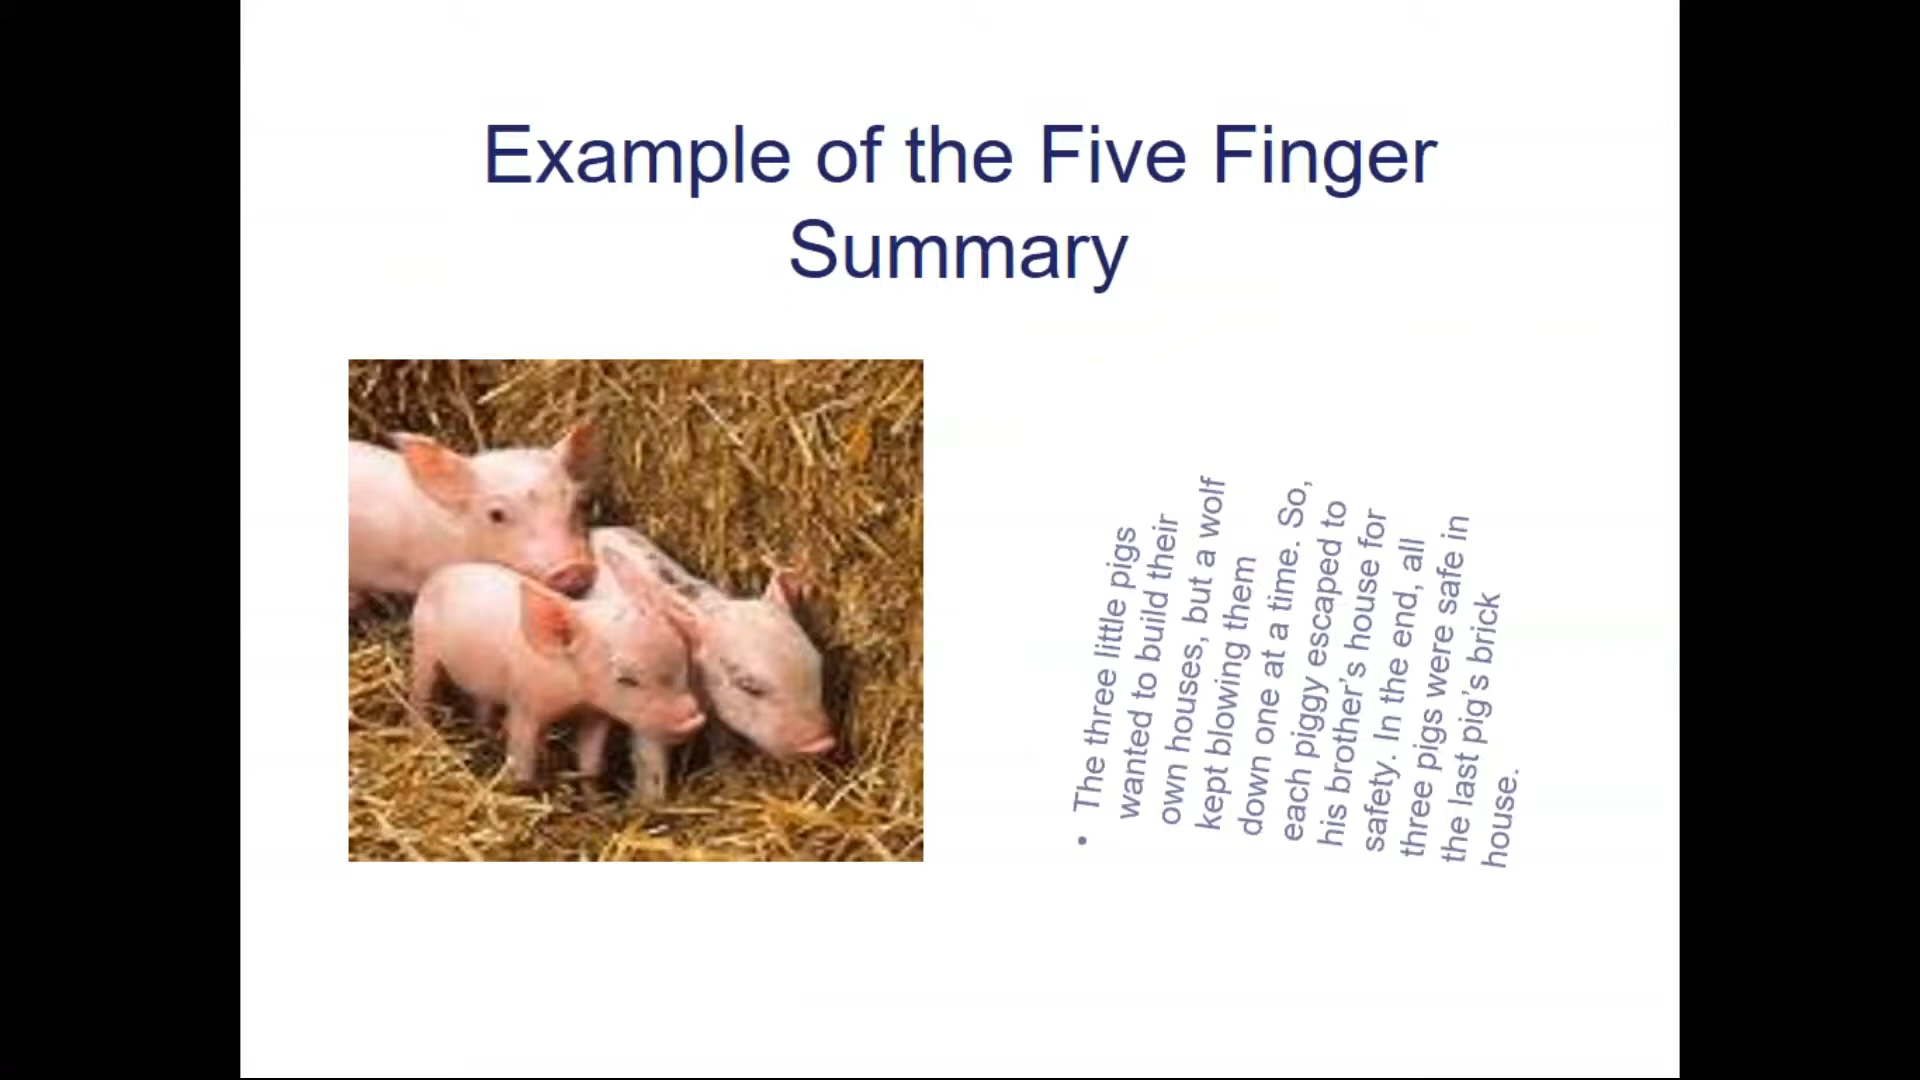 Example of the Five Finger
Summary
• The three little pigs
wanted to build their
own houses, but a wolf
kept blowing them
down one at a time. So,
each piggy escaped to
his brother’s house for
safety. In the end, all
three pigs were safe in
the last pig’s brick
house.